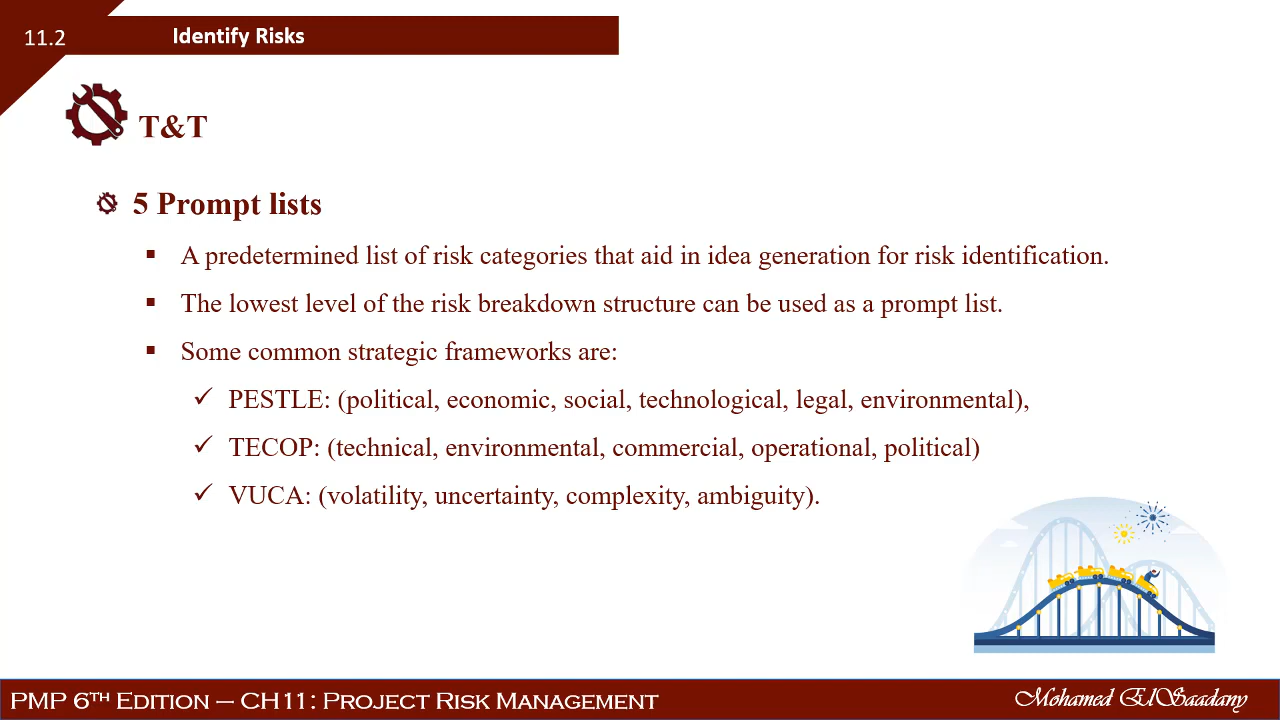 11.2
Identify Risks
T&T
5 Prompt lists
▪ A predetermined list of risk categories that aid in idea generation for risk identification.
▪ The lowest level of the risk breakdown structure can be used as a prompt list.
▪ Some common strategic frameworks are:
✓ PESTLE: (political, economic, social, technological, legal, environmental),
✓ TECOP: (technical, environmental, commercial, operational, political)
✓ VUCA: (volatility, uncertainty, complexity, ambiguity).
PMP 6TH Edition – CH11: Project Risk Management
Mohamed ElSaadany